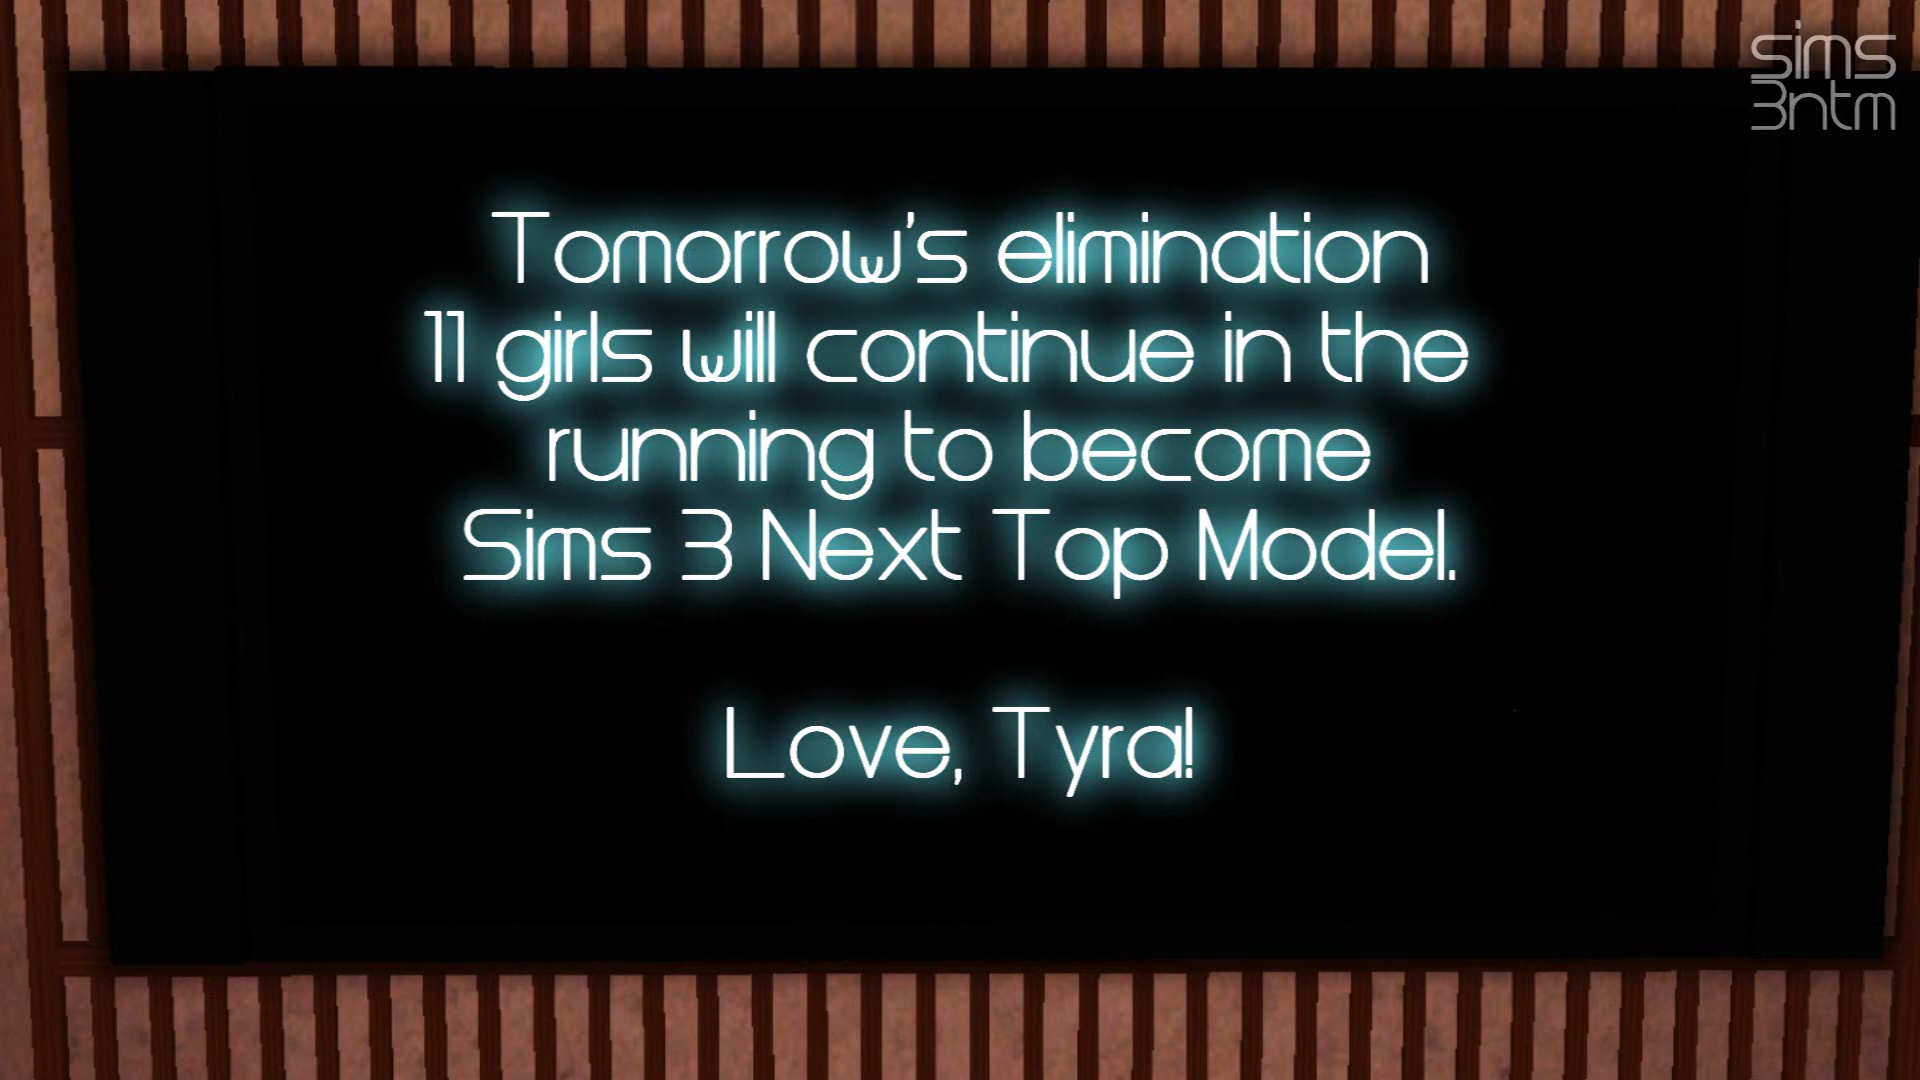 sims
3ntm
Tomorrow's elimination
11 girls will continue in the
running to become
Sims 3 Next Top Model.
Love, Tyra!